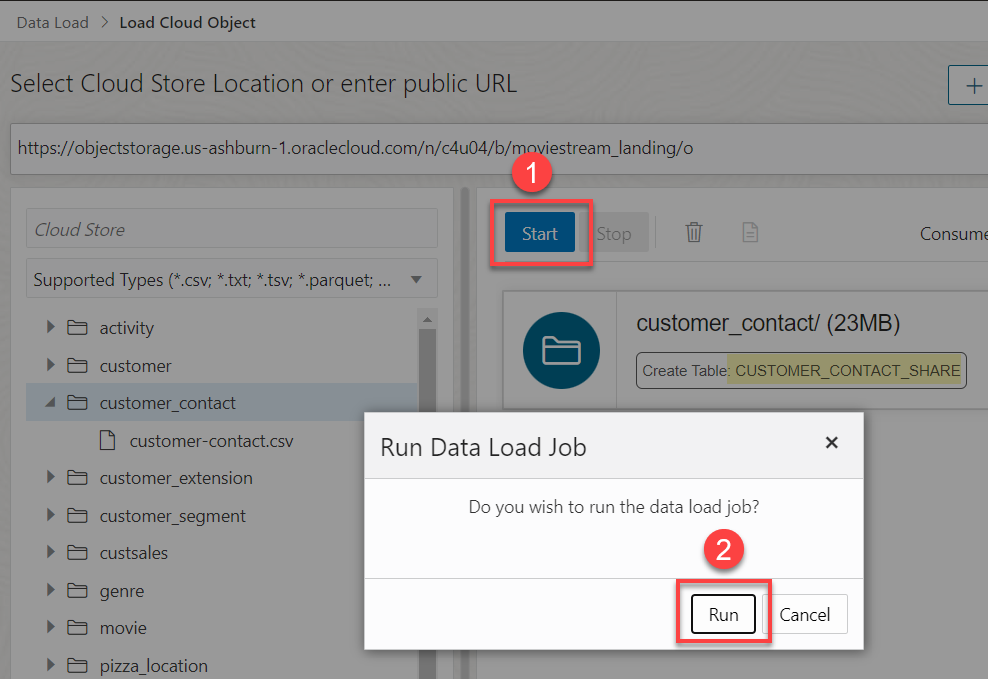 Data Load > Load Cloud Object
Select Cloud Store Location or enter public URL
+
https://objectstorage.us-ashburn-1.oraclecloud.com/n/c4u04/b/moviestream_landing/o
1
Cloud Store
Supported Types (*.csv; *.txt; *.tsv; *.parquet; ...
activity
customer
customer_contact
customer-contact.csv
customer_extension
customer_segment
custsales
genre
movie
pizza_location
Start
Stop
customer_contact/ (23MB)
Create Table: CUSTOMER_CONTACT_SHARE
Run Data Load Job
×
Do you wish to run the data load job?
2
Run
Cancel